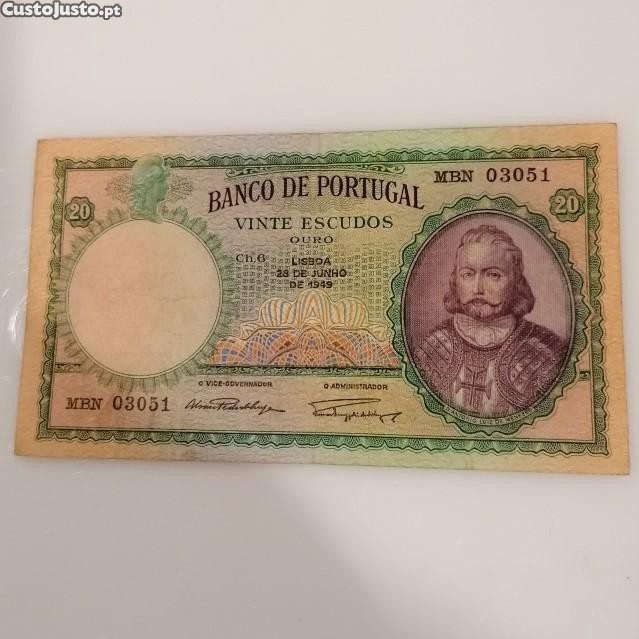 CustoJusto.pt
MBN 03051
20
BANCO DE PORTUGAL
20
VINTE ESCUDOS
OURO
Ch. 6
LISBOA
28 DE JUNHO
DE 1949
O VICE-GOVERNADOR
O ADMINISTRADOR
MBN 03051